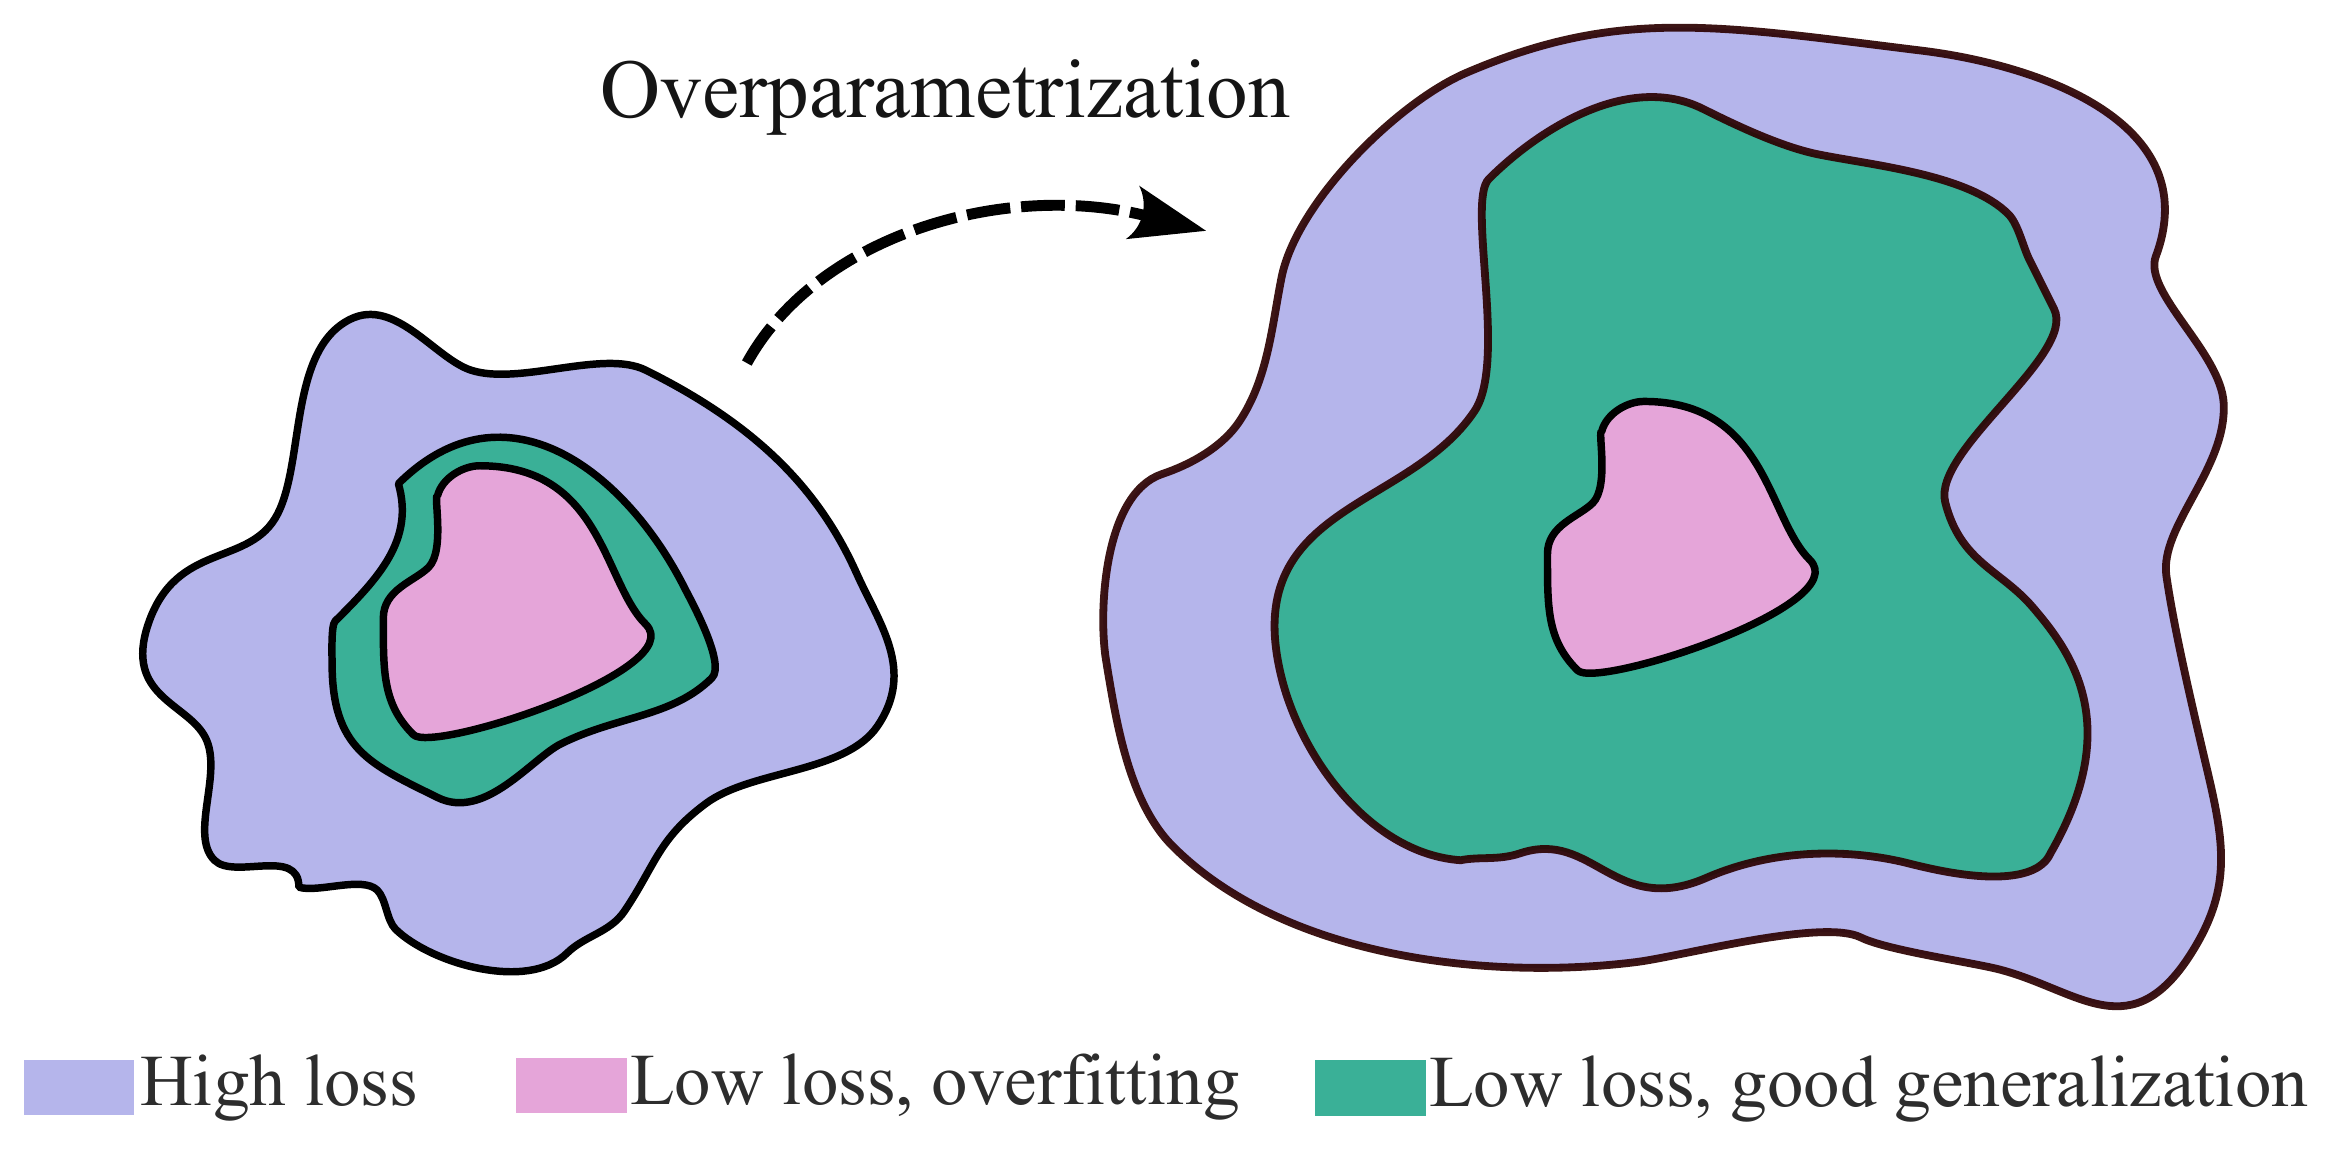 Overparametrization
High loss
Low loss, overfitting
Low loss, good generalization